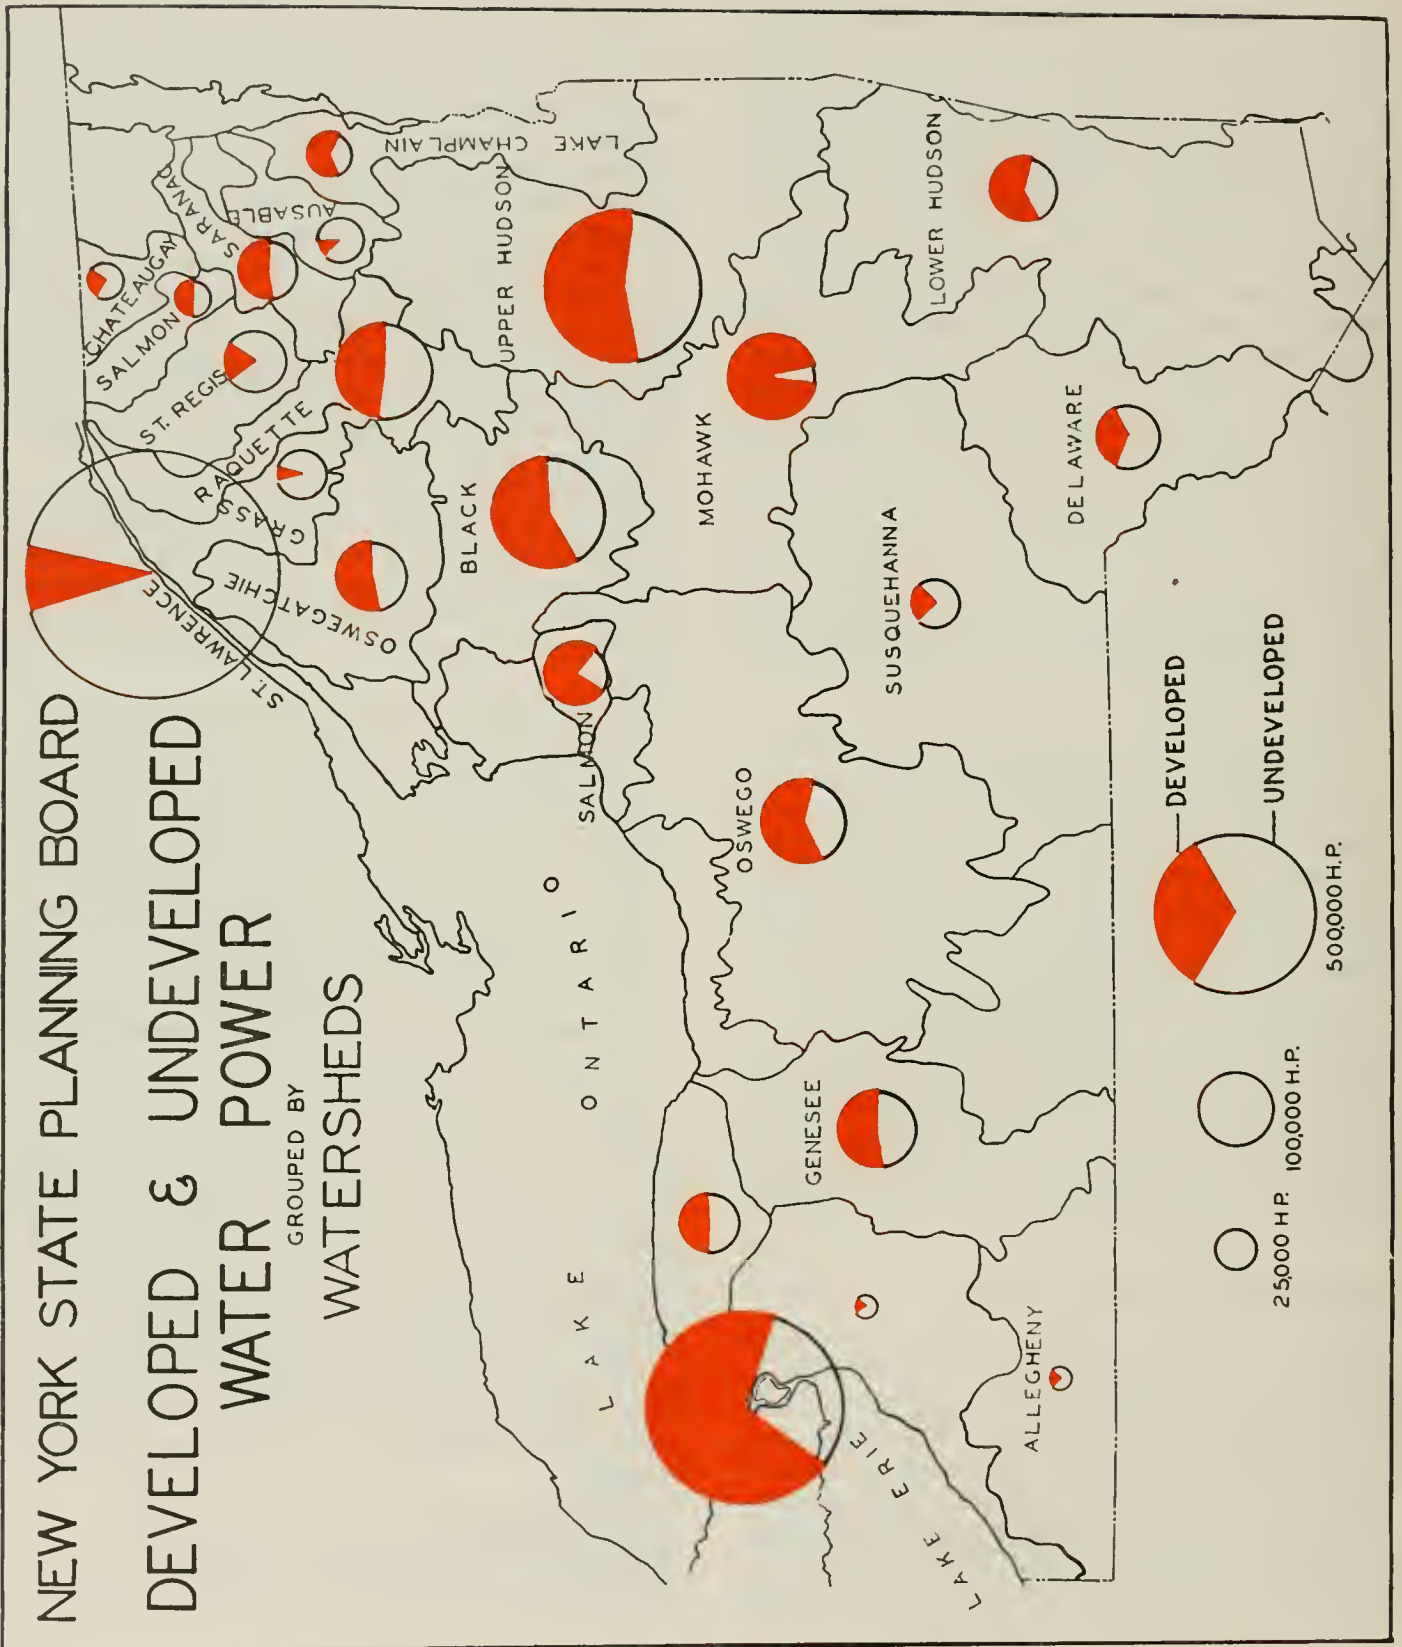 NEW YORK STATE PLANNING BOARD
DEVELOPED & UNDEVELOPED
WATER POWER
GROUPED BY
WATERSHEDS
ST. LAWRENCE
CHATEAUGAY
SALMON
ST. REGIS
RAQUETTE
GRASS
OSWEGATCHIE
SARANAC
AUSABLE
LAKE CHAMPLAIN
UPPER HUDSON
BLACK
SALMON
MOHAWK
LOWER HUDSON
LAKE ONTARIO
OSWEGO
SUSQUEHANNA
DELAWARE
GENESEE
ALLEGHENY
LAKE ERIE
DEVELOPED
UNDEVELOPED
25,000 H.P.
100,000 H.P.
500,000 H.P.